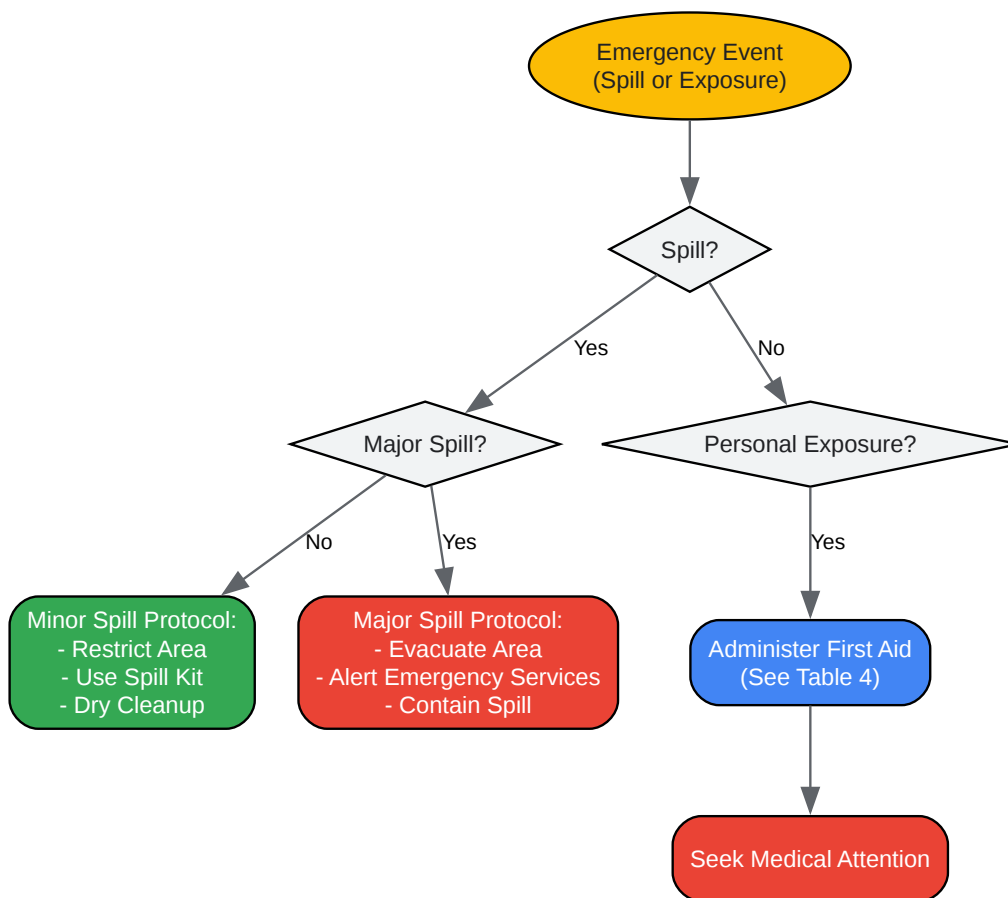 Emergency Event
(Spill or Exposure)
Spill?
Yes
No
Major Spill?
Personal Exposure?
No
Yes
Yes
Minor Spill Protocol:
- Restrict Area
- Use Spill Kit
- Dry Cleanup
Major Spill Protocol:
- Evacuate Area
- Alert Emergency Services
- Contain Spill
Administer First Aid
(See Table 4)
Seek Medical Attention